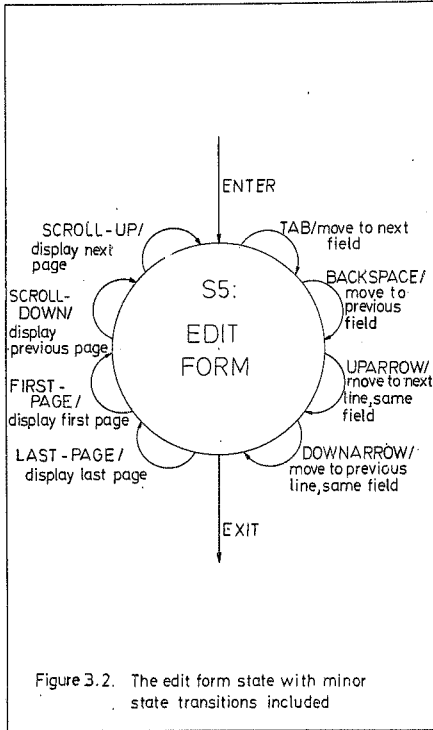 ENTER
SCROLL-UP/
display next
page
TAB/move to next
field
SCROLL-
DOWN/
display
previous page
BACKSPACE/
move to
previous
field
S5:
EDIT
FORM
FIRST-
PAGE/
display first page
UPARROW/
move to next
line, same
field
LAST-PAGE/
display last page
DOWNARROW/
move to previous
line, same field
EXIT
Figure 3.2. The edit form state with minor
state transitions included